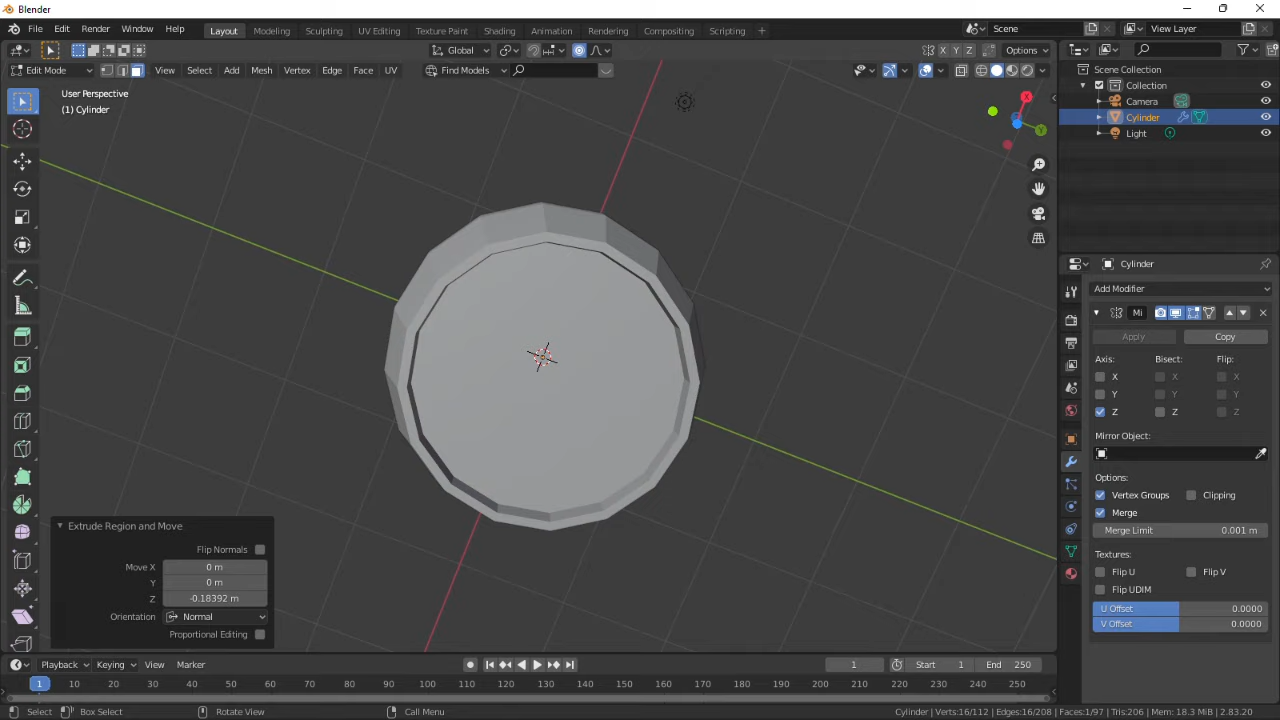 Blender
File Edit Render Window Help Layout Modeling Sculpting UV Editing Texture Paint Shading Animation Rendering Compositing Scripting + Scene View Layer
Global Options
X Y Z
Edit Mode View Select Add Mesh Vertex Edge Face UV Find Models
User Perspective
(1) Cylinder
X
Y
Scene Collection
Collection
Camera
Cylinder
Light
Cylinder
Add Modifier
Mi
Apply Copy
Axis: Bisect: Flip:
X X X
Y Y Y
Z Z Z
Mirror Object:
Options:
Vertex Groups Clipping
Merge
Merge Limit 0.001 m
Textures:
Flip U Flip V
Flip UDIM
U Offset 0.0000
V Offset 0.0000
Extrude Region and Move
Flip Normals
Move X 0 m
Y 0 m
Z -0.18392 m
Orientation Normal
Proportional Editing
Playback Keying View Marker 1 Start 1 End 250
1 10 20 30 40 50 60 70 80 90 100 110 120 130 140 150 160 170 180 190 200 210 220 230 240 250
Select Box Select Rotate View Call Menu Cylinder | Verts:16/112 | Edges:16/208 | Faces:1/97 | Tris:206 | Mem: 18.3 MiB | 2.83.20